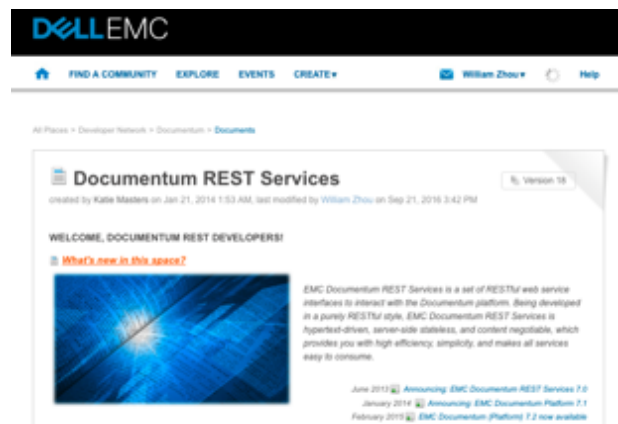 DELLEMC
FIND A COMMUNITY EXPLORE EVENTS CREATE▾ William Zhou▾ Help
All Places > Developer Network > Documentum > Documents
Documentum REST Services
Version 18
created by Katie Masters on Jan 21, 2014 1:53 AM, last modified by William Zhou on Sep 21, 2016 3:42 PM
WELCOME, DOCUMENTUM REST DEVELOPERS!
What's new in this space?
EMC Documentum REST Services is a set of RESTful web service
interfaces to interact with the Documentum platform. Being developed
in a purely RESTful style, EMC Documentum REST Services is
hypertext-driven, server-side stateless, and content negotiable, which
provides you with high efficiency, simplicity, and makes all services
easy to consume.
June 2013 Announcing: EMC Documentum REST Services 7.0
January 2014 Announcing: EMC Documentum Platform 7.1
February 2015 EMC Documentum (Platform) 7.2 now available